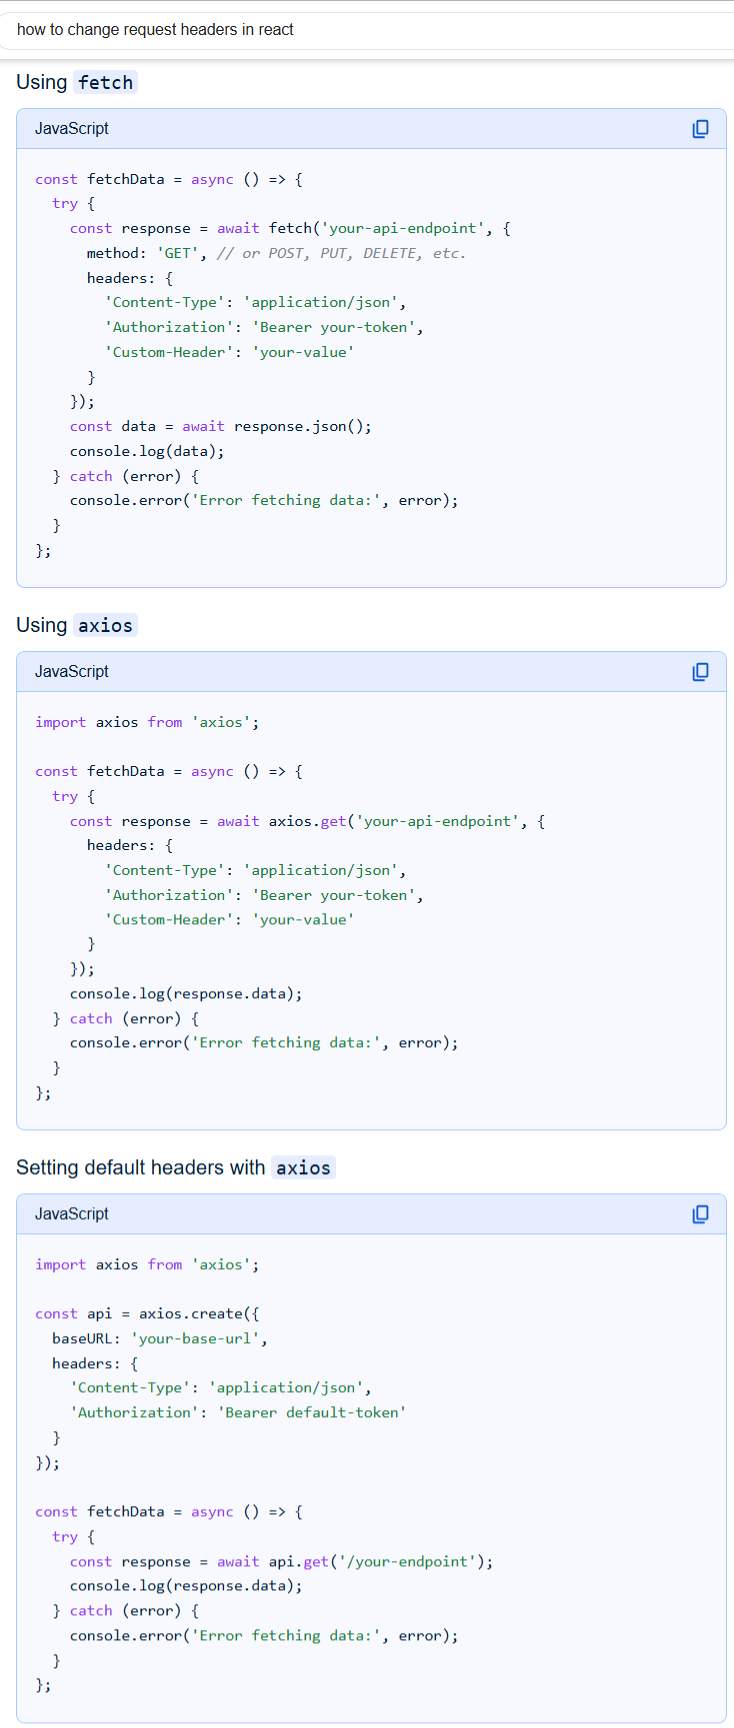 how to change request headers in react
Using fetch
JavaScript
const fetchData = async () => {
  try {
    const response = await fetch('your-api-endpoint', {
      method: 'GET', // or POST, PUT, DELETE, etc.
      headers: {
        'Content-Type': 'application/json',
        'Authorization': 'Bearer your-token',
        'Custom-Header': 'your-value'
      }
    });
    const data = await response.json();
    console.log(data);
  } catch (error) {
    console.error('Error fetching data:', error);
  }
};
Using axios
JavaScript
import axios from 'axios';

const fetchData = async () => {
  try {
    const response = await axios.get('your-api-endpoint', {
      headers: {
        'Content-Type': 'application/json',
        'Authorization': 'Bearer your-token',
        'Custom-Header': 'your-value'
      }
    });
    console.log(response.data);
  } catch (error) {
    console.error('Error fetching data:', error);
  }
};
Setting default headers with axios
JavaScript
import axios from 'axios';

const api = axios.create({
  baseURL: 'your-base-url',
  headers: {
    'Content-Type': 'application/json',
    'Authorization': 'Bearer default-token'
  }
});

const fetchData = async () => {
  try {
    const response = await api.get('/your-endpoint');
    console.log(response.data);
  } catch (error) {
    console.error('Error fetching data:', error);
  }
};